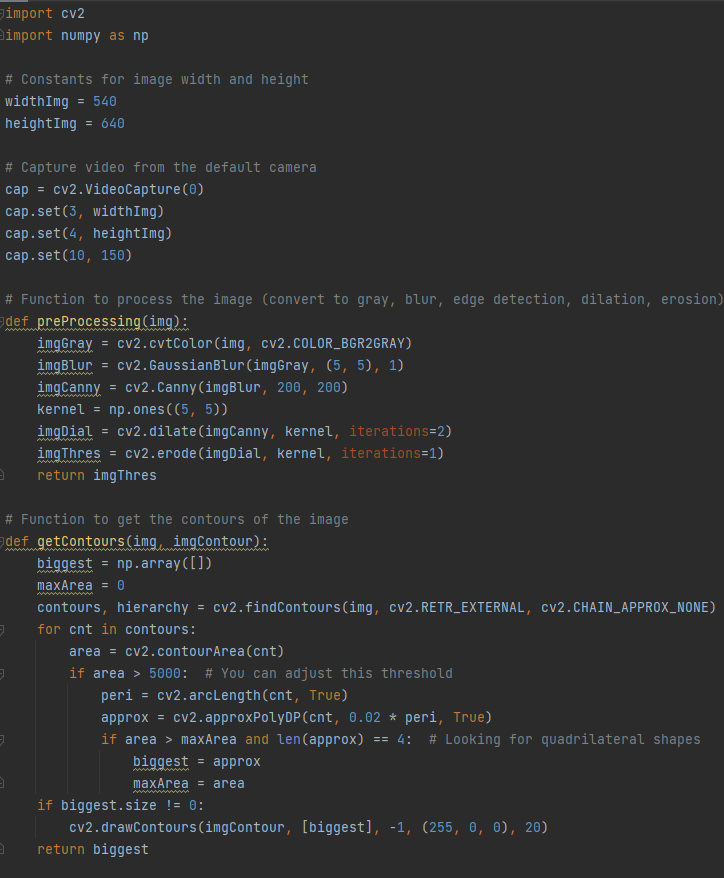 import cv2
import numpy as np
# Constants for image width and height
widthImg = 540
heightImg = 640
# Capture video from the default camera
cap = cv2.VideoCapture(0)
cap.set(3, widthImg)
cap.set(4, heightImg)
cap.set(10, 150)
# Function to process the image (convert to gray, blur, edge detection, dilation, erosion)
def preProcessing(img):
    imgGray = cv2.cvtColor(img, cv2.COLOR_BGR2GRAY)
    imgBlur = cv2.GaussianBlur(imgGray, (5, 5), 1)
    imgCanny = cv2.Canny(imgBlur, 200, 200)
    kernel = np.ones((5, 5))
    imgDial = cv2.dilate(imgCanny, kernel, iterations=2)
    imgThres = cv2.erode(imgDial, kernel, iterations=1)
    return imgThres
# Function to get the contours of the image
def getContours(img, imgContour):
    biggest = np.array([])
    maxArea = 0
    contours, hierarchy = cv2.findContours(img, cv2.RETR_EXTERNAL, cv2.CHAIN_APPROX_NONE)
    for cnt in contours:
        area = cv2.contourArea(cnt)
        if area > 5000:  # You can adjust this threshold
            peri = cv2.arcLength(cnt, True)
            approx = cv2.approxPolyDP(cnt, 0.02 * peri, True)
            if area > maxArea and len(approx) == 4:  # Looking for quadrilateral shapes
                biggest = approx
                maxArea = area
    if biggest.size != 0:
        cv2.drawContours(imgContour, [biggest], -1, (255, 0, 0), 20)
    return biggest